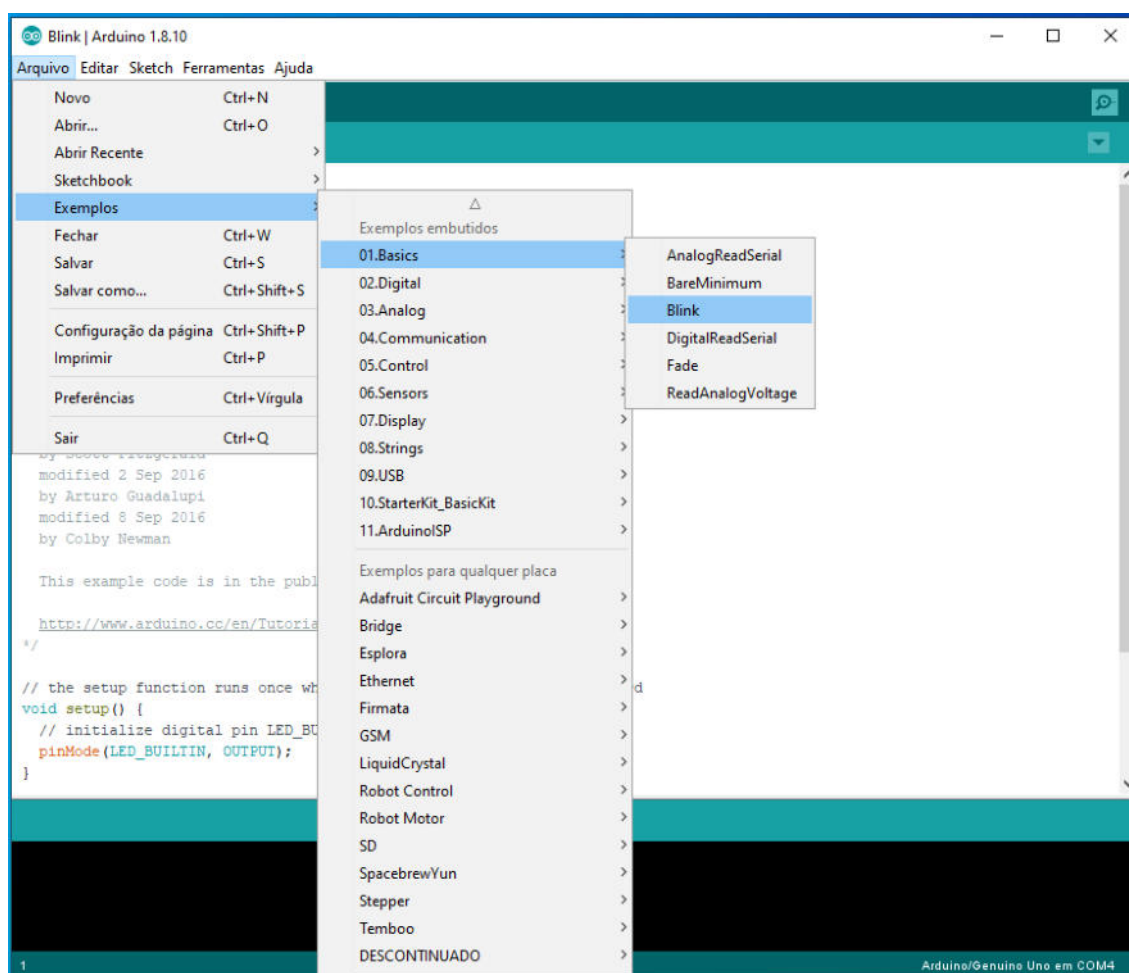 Blink | Arduino 1.8.10
Arquivo Editar Sketch Ferramentas Ajuda
Novo Ctrl+N
Abrir... Ctrl+O
Abrir Recente
Sketchbook
Exemplos
Fechar Ctrl+W
Salvar Ctrl+S
Salvar como... Ctrl+Shift+S
Configuração da página Ctrl+Shift+P
Imprimir Ctrl+P
Preferências Ctrl+Vírgula
Sair Ctrl+Q
Exemplos embutidos
01.Basics
02.Digital
03.Analog
04.Communication
05.Control
06.Sensors
07.Display
08.Strings
09.USB
10.StarterKit_BasicKit
11.ArduinoISP
Exemplos para qualquer placa
Adafruit Circuit Playground
Bridge
Esplora
Ethernet
Firmata
GSM
LiquidCrystal
Robot Control
Robot Motor
SD
SpacebrewYun
Stepper
Temboo
DESCONTINUADO
AnalogReadSerial
BareMinimum
Blink
DigitalReadSerial
Fade
ReadAnalogVoltage
by Scott Fitzgerald
modified 2 Sep 2016
by Arturo Guadalupi
modified 8 Sep 2016
by Colby Newman
This example code is in the publ
http://www.arduino.cc/en/Tutoria
*/
// the setup function runs once wh d
void setup() {
// initialize digital pin LED_BU
pinMode(LED_BUILTIN, OUTPUT);
}
1 Arduino/Genuino Uno em COM4